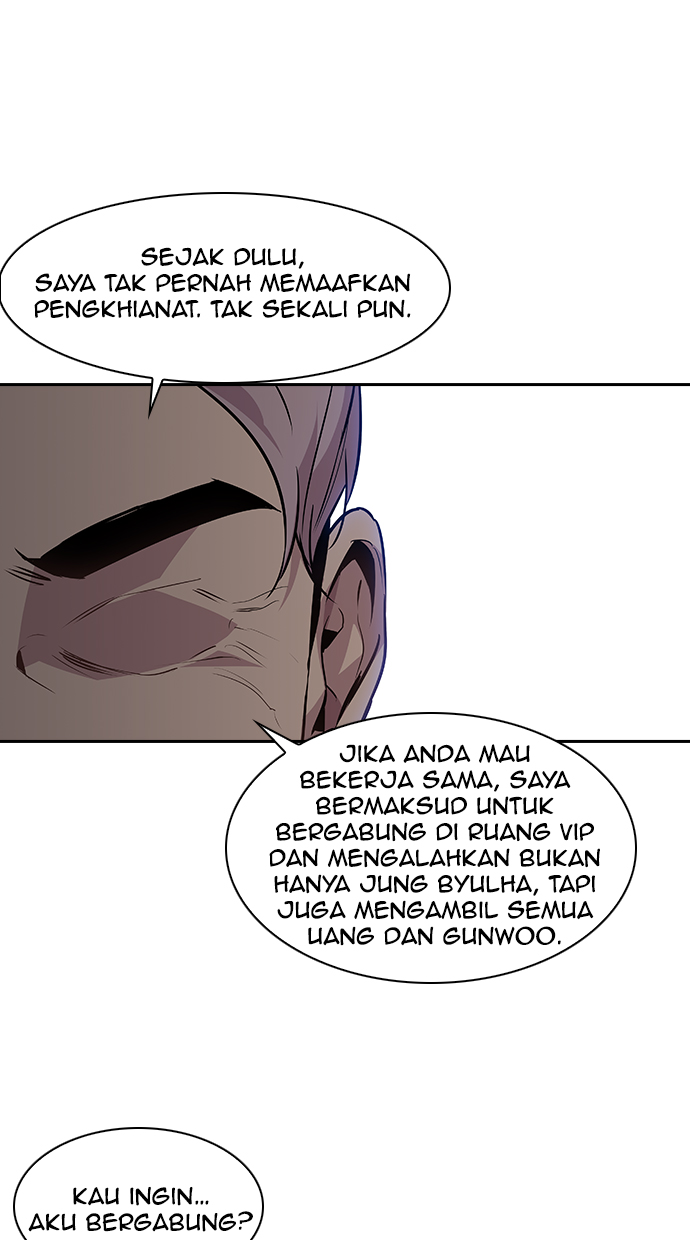 SEJAK DULU,
SAYA TAK PERNAH MEMAAFKAN
PENGKHIANAT. TAK SEKALI PUN.
JIKA ANDA MAU
BEKERJA SAMA, SAYA
BERMAKSUD UNTUK
BERGABUNG DI RUANG VIP
DAN MENGALAHKAN BUKAN
HANYA JUNG BYULHA, TAPI
JUGA MENGAMBIL SEMUA
UANG DAN GUNWOO.
KAU INGIN...
AKU BERGABUNG?